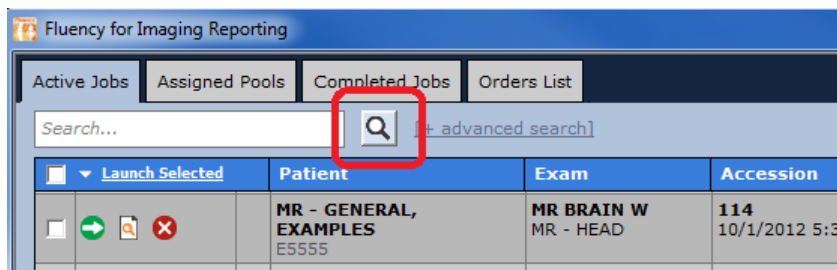 Fluency for Imaging Reporting
Active Jobs Assigned Pools Completed Jobs Orders List
Search... [+ advanced search]
Launch Selected Patient Exam Accession
MR - GENERAL, MR BRAIN W 114
EXAMPLES MR - HEAD 10/1/2012 5:3
E5555